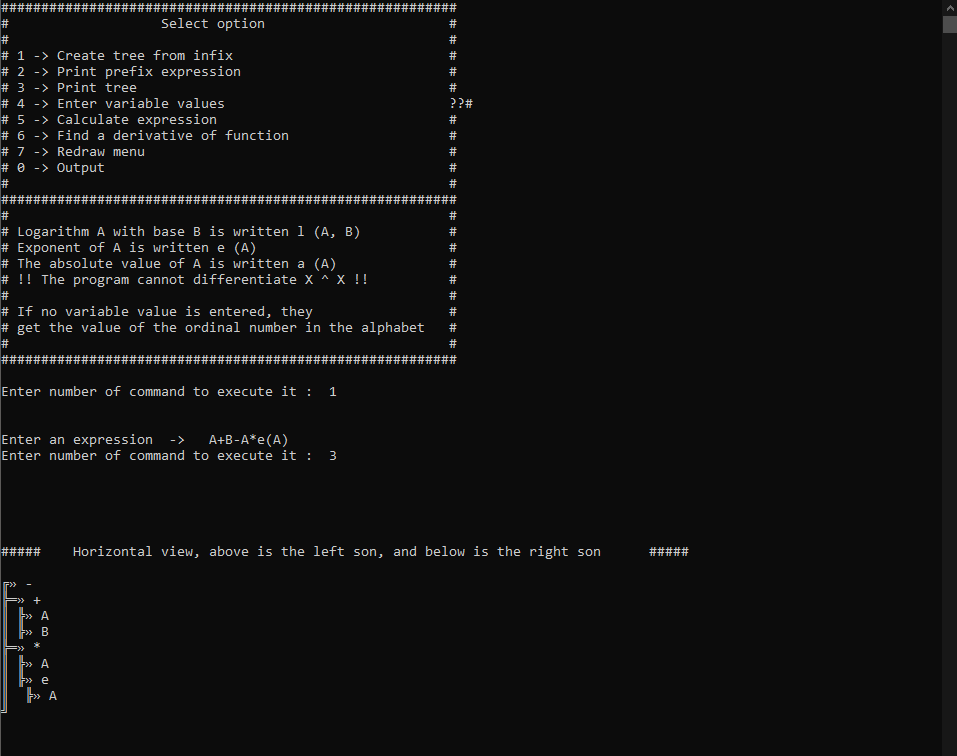 #########################################################
#                   Select option                       #
#                                                       #
# 1 -> Create tree from infix                           #
# 2 -> Print prefix expression                          #
# 3 -> Print tree                                       #
# 4 -> Enter variable values                            ??#
# 5 -> Calculate expression                             #
# 6 -> Find a derivative of function                    #
# 7 -> Redraw menu                                      #
# 0 -> Output                                           #
#                                                       #
#########################################################
#                                                       #
# Logarithm A with base B is written l (A, B)           #
# Exponent of A is written e (A)                        #
# The absolute value of A is written a (A)              #
# !! The program cannot differentiate X ^ X !!          #
#                                                       #
# If no variable value is entered, they                 #
# get the value of the ordinal number in the alphabet   #
#                                                       #
#########################################################
Enter number of command to execute it :  1
Enter an expression  ->   A+B-A*e(A)
Enter number of command to execute it :  3
#####    Horizontal view, above is the left son, and below is the right son      #####
╔» -
╠═» +
║ ╠» A
║ ╠» B
╠═» *
║ ╠» A
║ ╠» e
║  ╠» A
╝